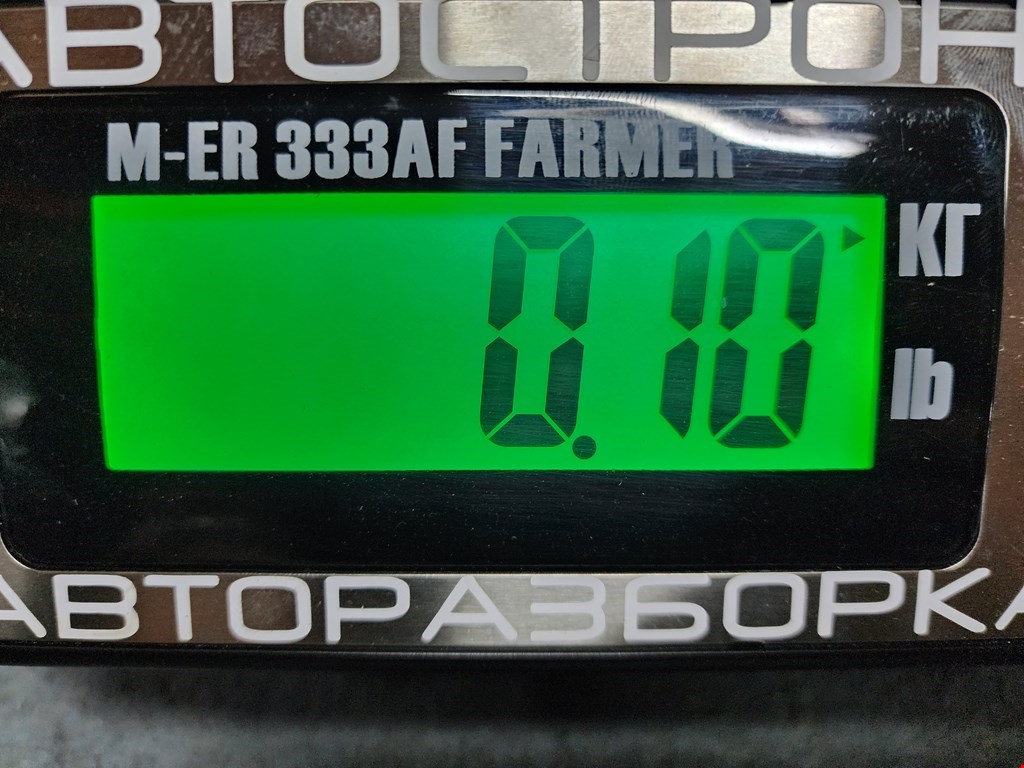 АВТОСТРОН
M-ER 333AF FARMER
0.10
КГ
lb
АВТОРАЗБОРКА